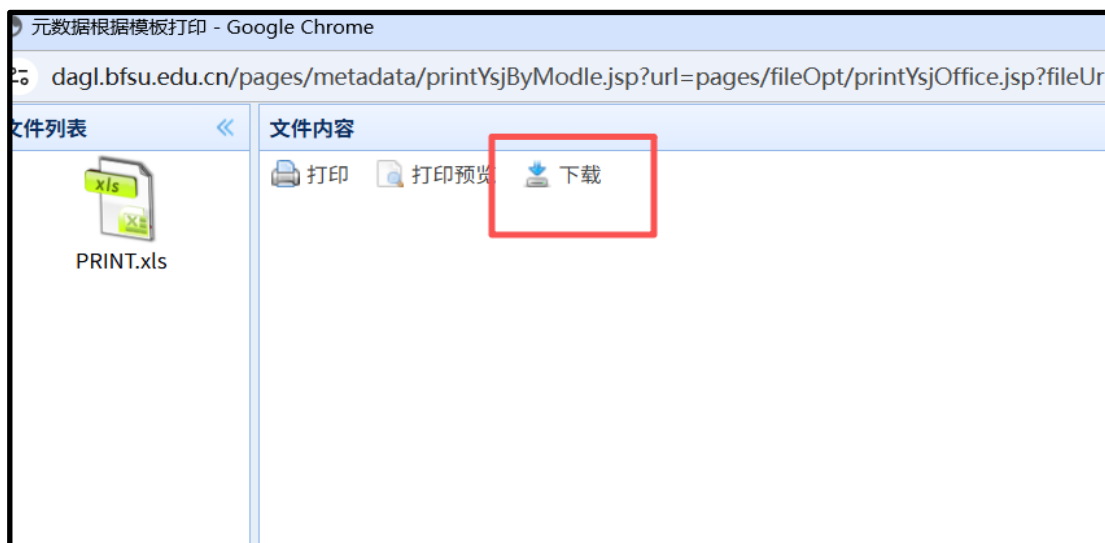 元数据根据模板打印 - Google Chrome
dagl.bfsu.edu.cn/pages/metadata/printYsjByModle.jsp?url=pages/fileOpt/printYsjOffice.jsp?fileUr
文件列表
文件内容
打印 打印预览 下载
xls
PRINT.xls